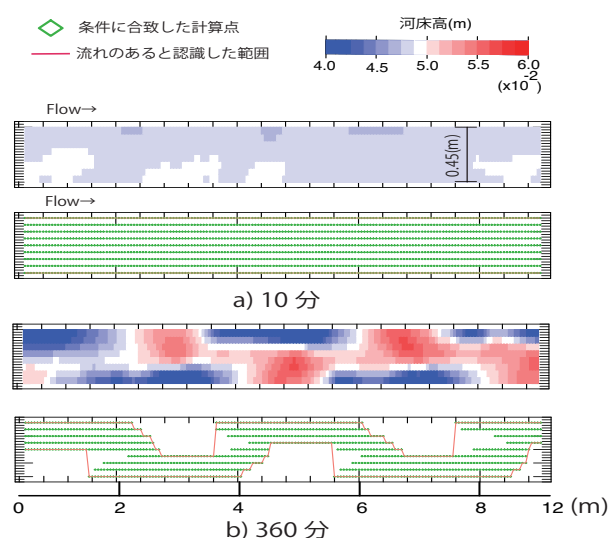 条件に合致した計算点
流れのあると認識した範囲
河床高(m)
4.0 4.5 5.0 5.5 6.0
(x10⁻²)
Flow→
0.45(m)
Flow→
a) 10 分
0 2 4 6 8 12 (m)
b) 360 分